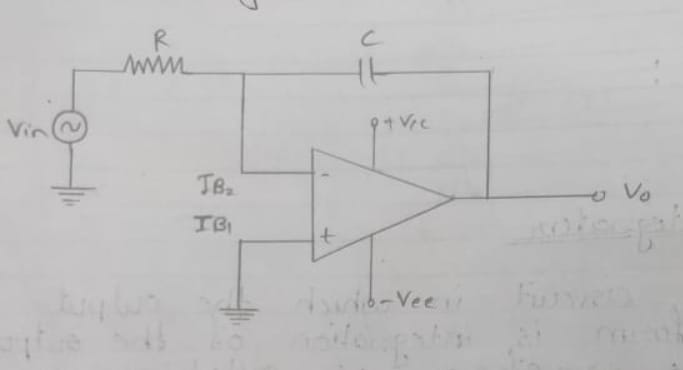 R
C
Vin
+Vcc
IB2
-
Vo
IB1
+
-Vee